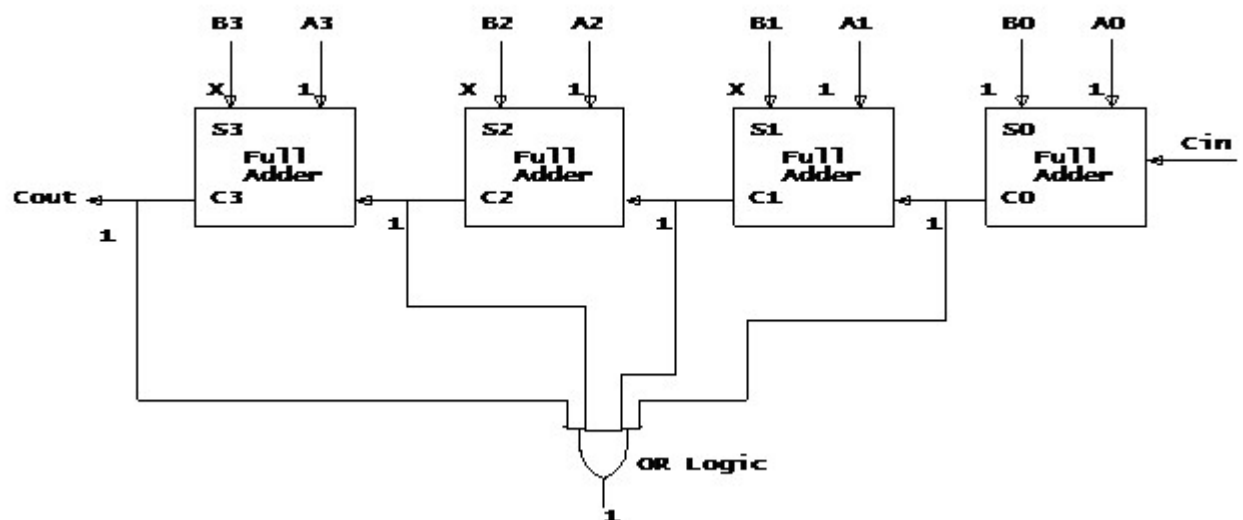 B3 A3 B2 A2 B1 A1 B0 A0
X 1 X 1 X 1 1 1
S3 S2 S1 S0 Cin
Full Full Full Full
Adder Adder Adder Adder
Cout C3 C2 C1 C0
1 1 1 1
OR Logic
1